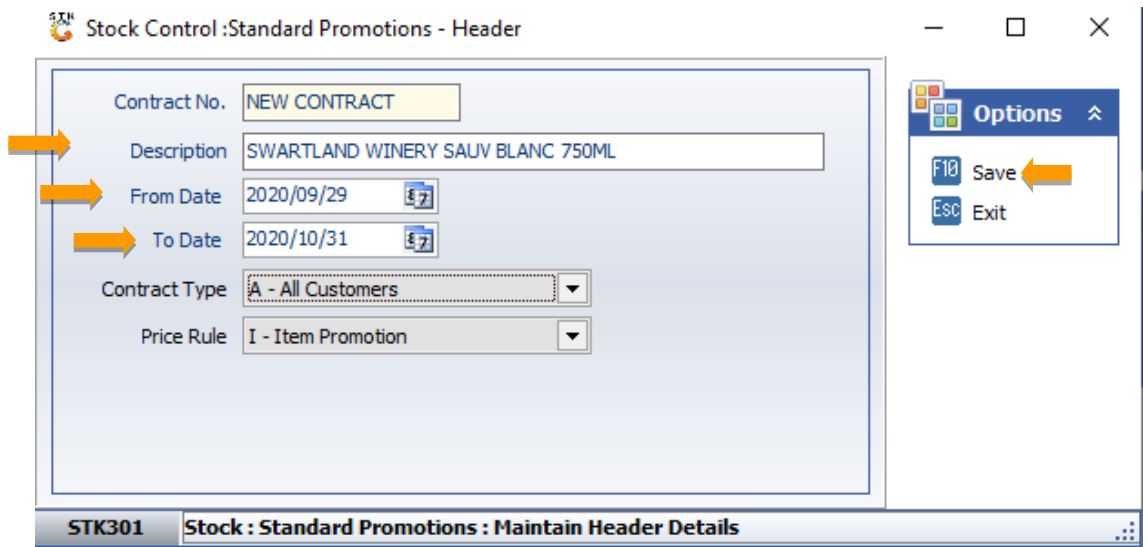 STK
Stock Control :Standard Promotions - Header
Contract No. NEW CONTRACT
Description SWARTLAND WINERY SAUV BLANC 750ML
From Date 2020/09/29
To Date 2020/10/31
Contract Type A - All Customers
Price Rule I - Item Promotion
Options
F10 Save
Esc Exit
STK301 Stock : Standard Promotions : Maintain Header Details